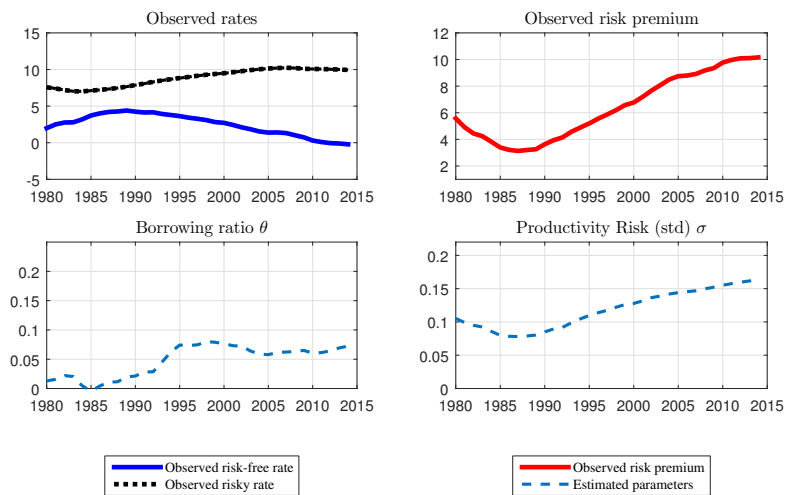 Observed rates
15
10
5
0
-5
1980 1985 1990 1995 2000 2005 2010 2015
Observed risk premium
12
10
8
6
4
2
1980 1985 1990 1995 2000 2005 2010 2015
Borrowing ratio θ
0.2
0.15
0.1
0.05
0
1980 1985 1990 1995 2000 2005 2010 2015
Productivity Risk (std) σ
0.2
0.15
0.1
0.05
0
1980 1985 1990 1995 2000 2005 2010 2015
Observed risk-free rate
Observed risky rate
Observed risk premium
Estimated parameters